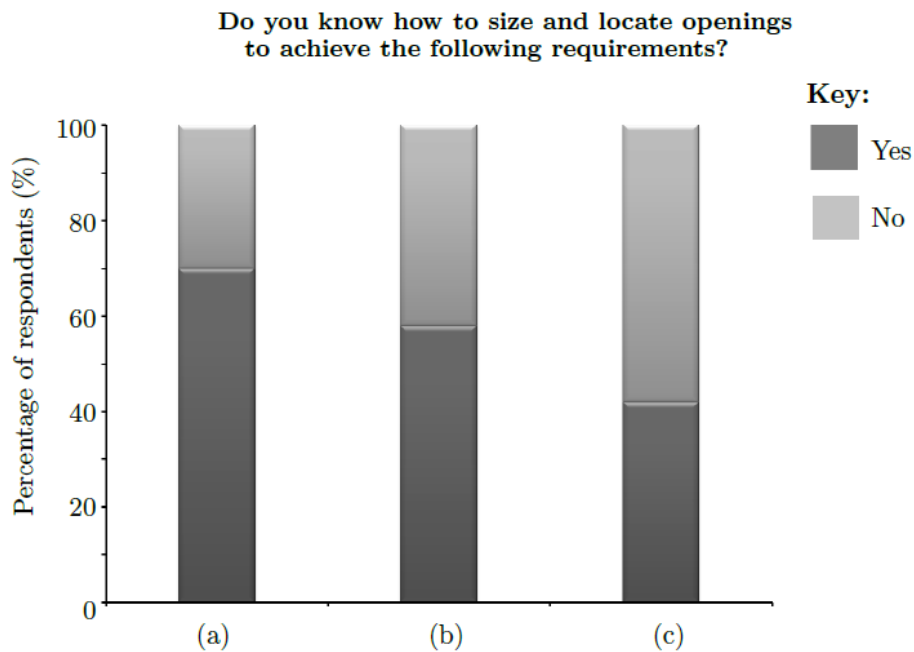 Do you know how to size and locate openings
to achieve the following requirements?
Key:
Yes
No
Percentage of respondents (%)
100
80
60
40
20
0
(a)
(b)
(c)